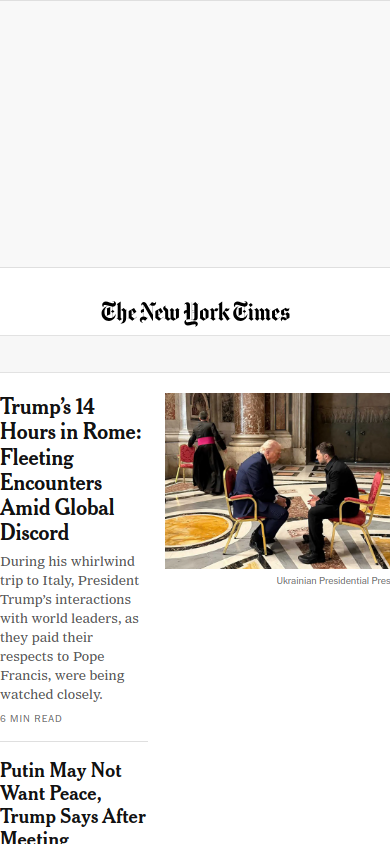 The New York Times
Trump’s 14
Hours in Rome:
Fleeting
Encounters
Amid Global
Discord
During his whirlwind
trip to Italy, President
Trump’s interactions
with world leaders, as
they paid their
respects to Pope
Francis, were being
watched closely.
6 MIN READ
Ukrainian Presidential Pres
Putin May Not
Want Peace,
Trump Says After
Meeting